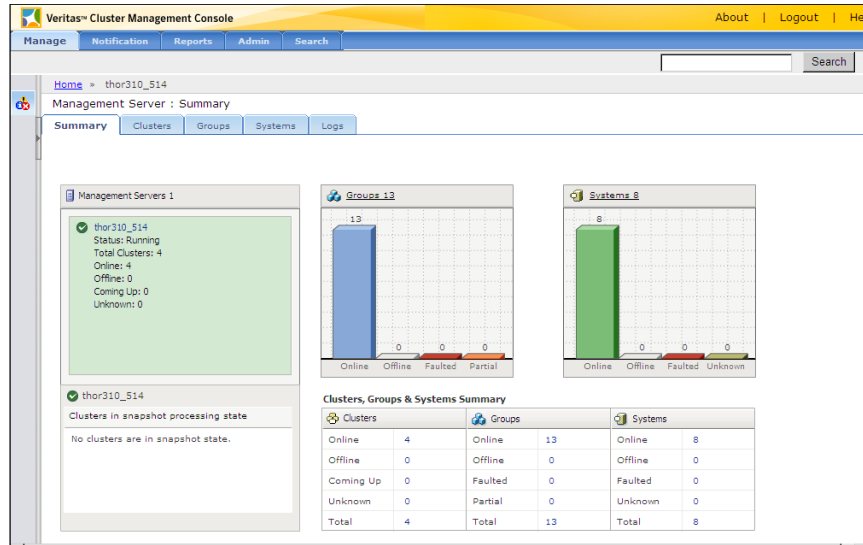 Veritas™ Cluster Management Console
About | Logout | He
Manage Notification Reports Admin Search
Search
Home » thor310_514
Management Server : Summary
Summary Clusters Groups Systems Logs
Management Servers 1
thor310_514
Status: Running
Total Clusters: 4
Online: 4
Offline: 0
Coming Up: 0
Unknown: 0
thor310_514
Clusters in snapshot processing state
No clusters are in snapshot state.
Groups 13
13
0 0 0
Online Offline Faulted Partial
Systems 8
8
0 0 0
Online Offline Faulted Unknown
Clusters, Groups & Systems Summary
Clusters Groups Systems
Online 4 Online 13 Online 8
Offline 0 Offline 0 Offline 0
Coming Up 0 Faulted 0 Faulted 0
Unknown 0 Partial 0 Unknown 0
Total 4 Total 13 Total 8